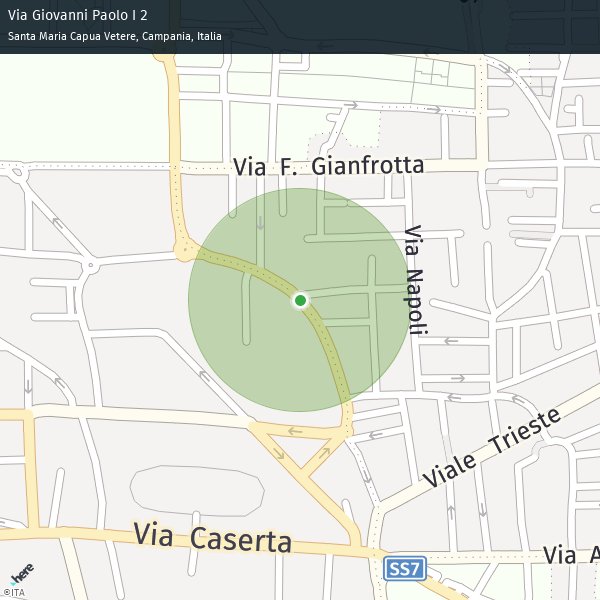 Via Giovanni Paolo I 2
Santa Maria Capua Vetere, Campania, Italia
Via F. Gianfrotta
Via Napoli
Viale Trieste
Via Caserta
SS7
Via A
here
©ITA